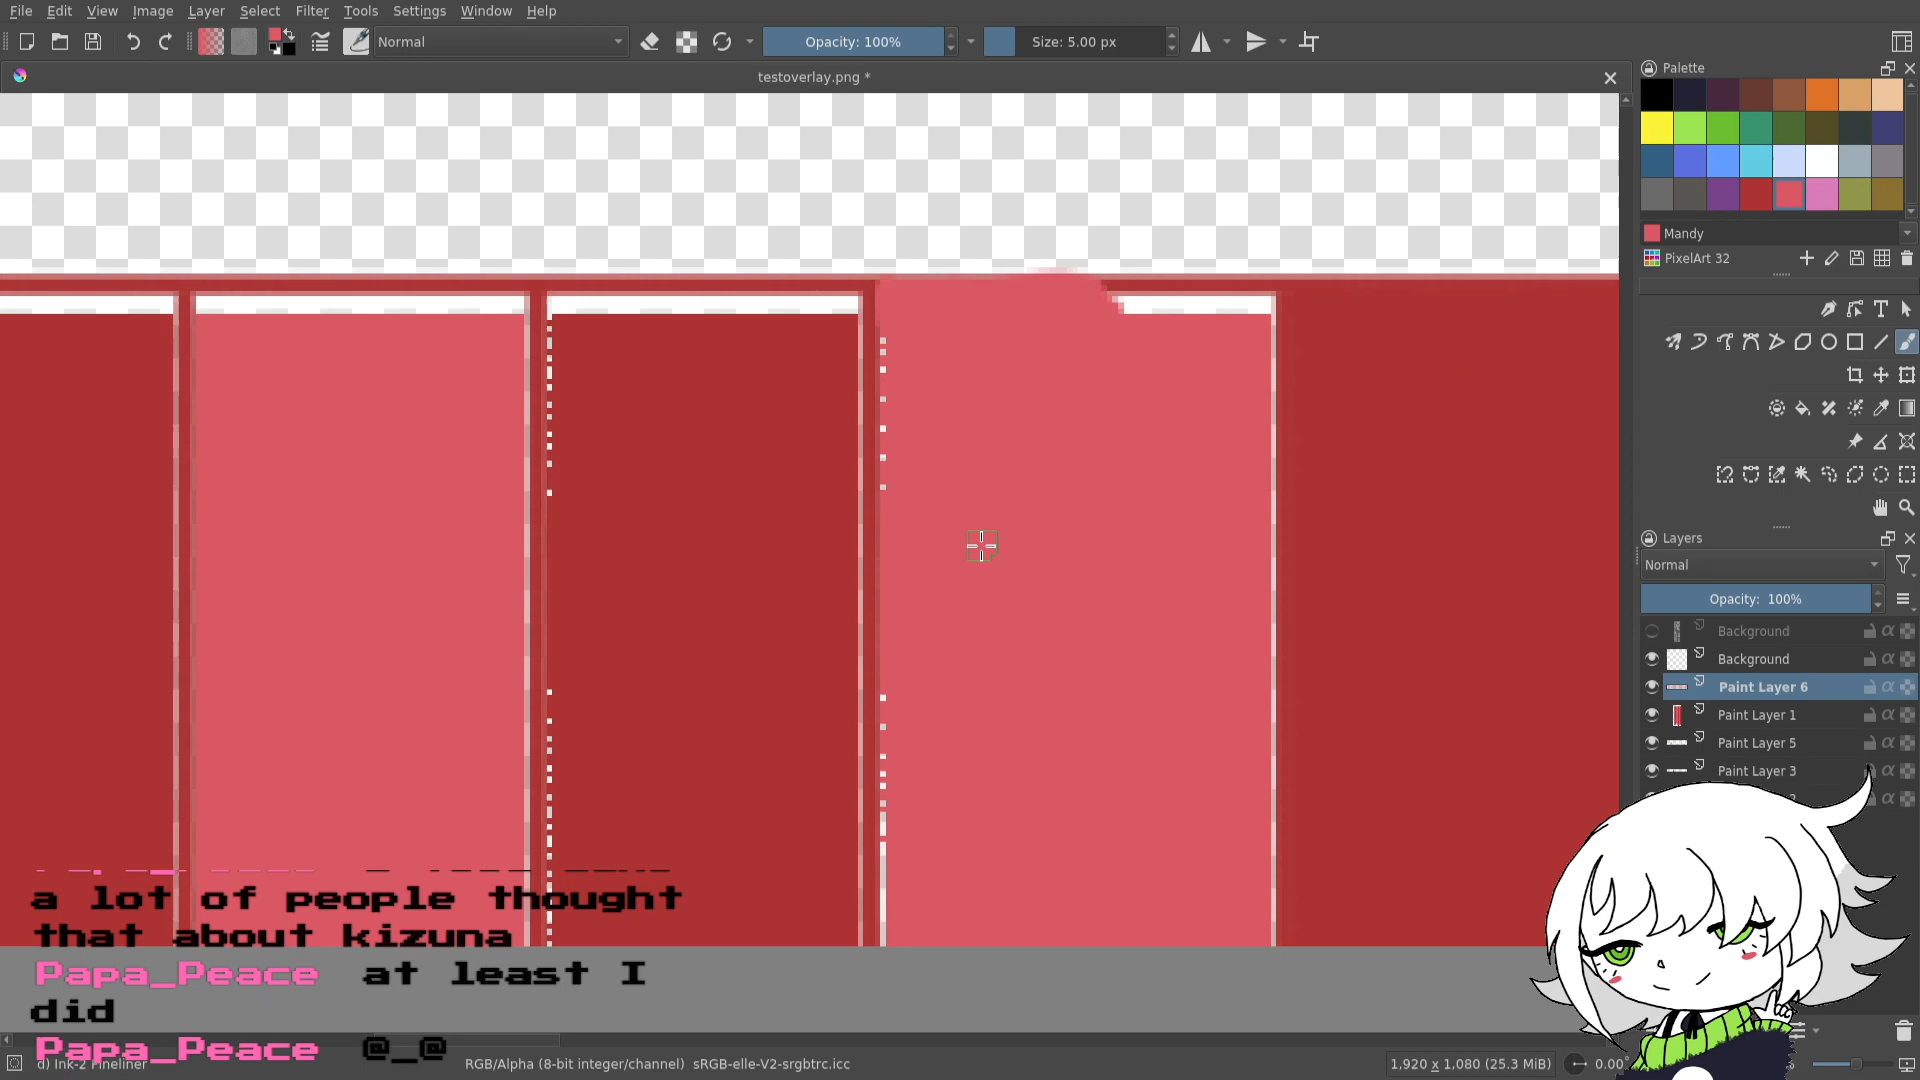 File Edit View Image Layer Select Filter Tools Settings Window Help
Normal
Opacity: 100%
Size: 5.00 px
testoverlay.png *
Palette
Mandy
PixelArt 32
Layers
Normal
Opacity: 100%
Background
Background
Paint Layer 6
Paint Layer 1
Paint Layer 5
Paint Layer 3
a lot of people thought
that about kizuna
Papa_Peace at least I
did
Papa_Peace @_@
d) Ink-2 Fineliner
RGB/Alpha (8-bit integer/channel) sRGB-elle-V2-srgbtrc.icc
1,920 x 1,080 (25.3 MiB)
0.00